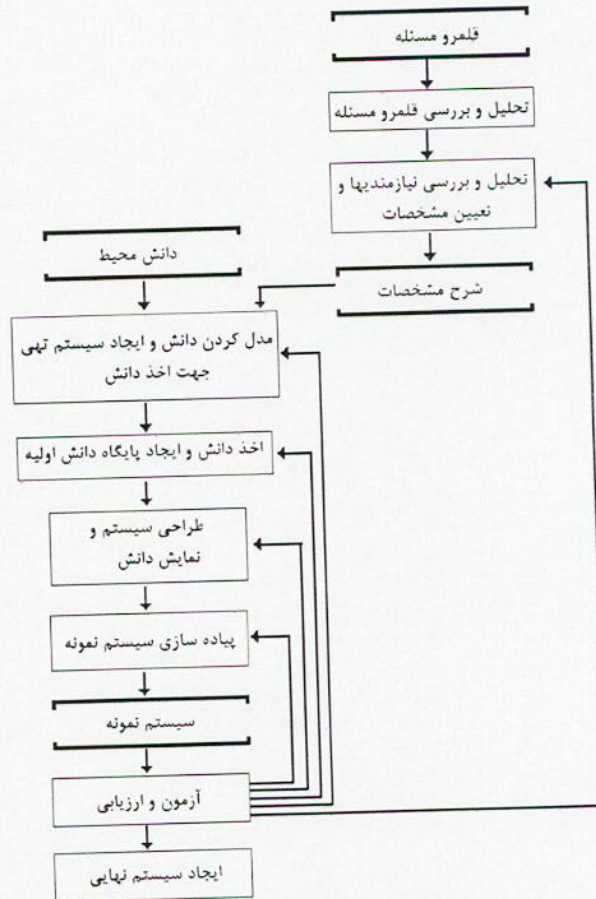 قلمرو مسئله
تحلیل و بررسی قلمرو مسئله
تحلیل و بررسی نیازمندیها و
تعیین مشخصات
شرح مشخصات
دانش محیط
مدل کردن دانش و ایجاد سیستم تهی
جهت اخذ دانش
اخذ دانش و ایجاد پایگاه دانش اولیه
طراحی سیستم و
نمایش دانش
پیاده سازی سیستم نمونه
سیستم نمونه
آزمون و ارزیابی
ایجاد سیستم نهایی